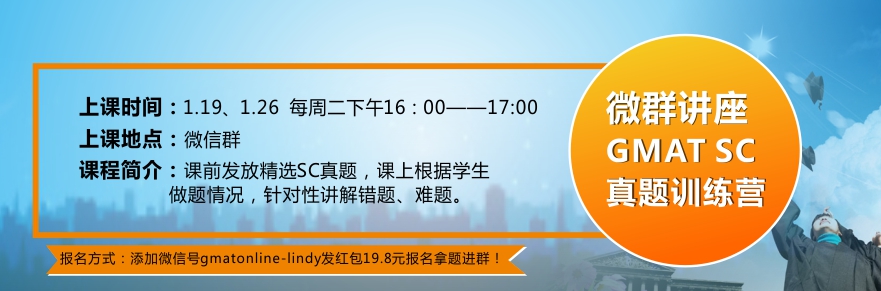 上课时间：1.19、1.26 每周二下午16：00——17:00
上课地点：微信群
课程简介：课前发放精选SC真题，课上根据学生
做题情况，针对性讲解错题、难题。
报名方式：添加微信号gmatonline-lindy发红包19.8元报名拿题进群！
微群讲座
GMAT SC
真题训练营